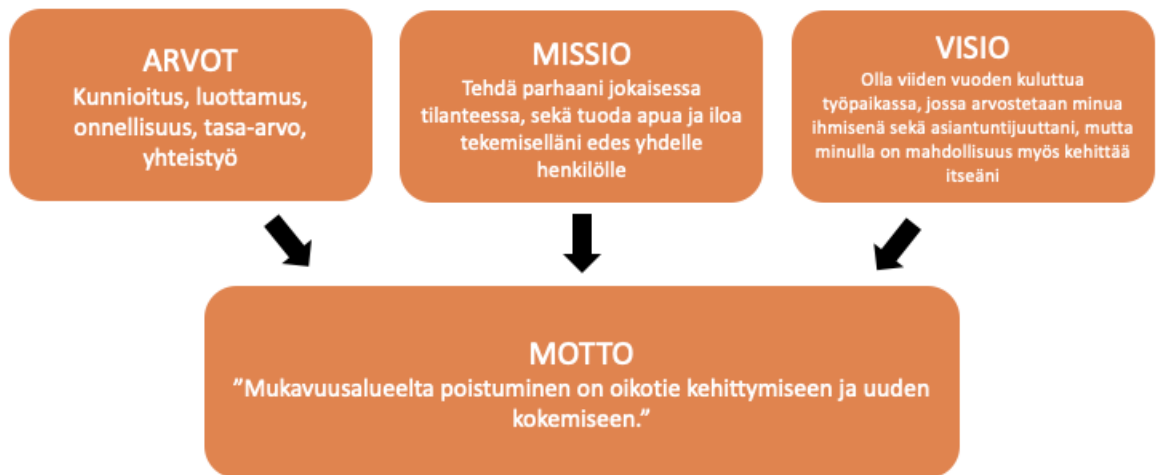 ARVOT
Kunnioitus, luottamus,
onnellisuus, tasa-arvo,
yhteistyö
MISSIO
Tehdä parhaani jokaisessa
tilanteessa, sekä tuoda apua ja iloa
tekemiselläni edes yhdelle
henkilölle
VISIO
Olla viiden vuoden kuluttua
työpaikassa, jossa arvostetaan minua
ihmisenä sekä asiantuntijuuttani, mutta
minulla on mahdollisuus myös kehittää
itseäni
MOTTO
”Mukavuusalueelta poistuminen on oikotie kehittymiseen ja uuden
kokemiseen.”